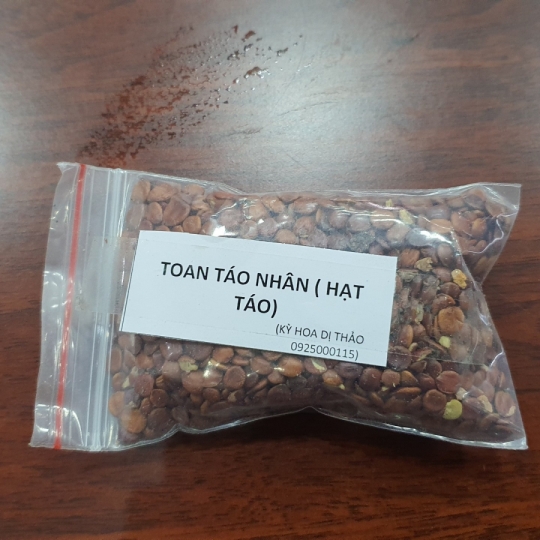 TOAN TÁO NHÂN ( HẠT
TÁO)
(KỲ HOA DỊ THẢO
0925000115)